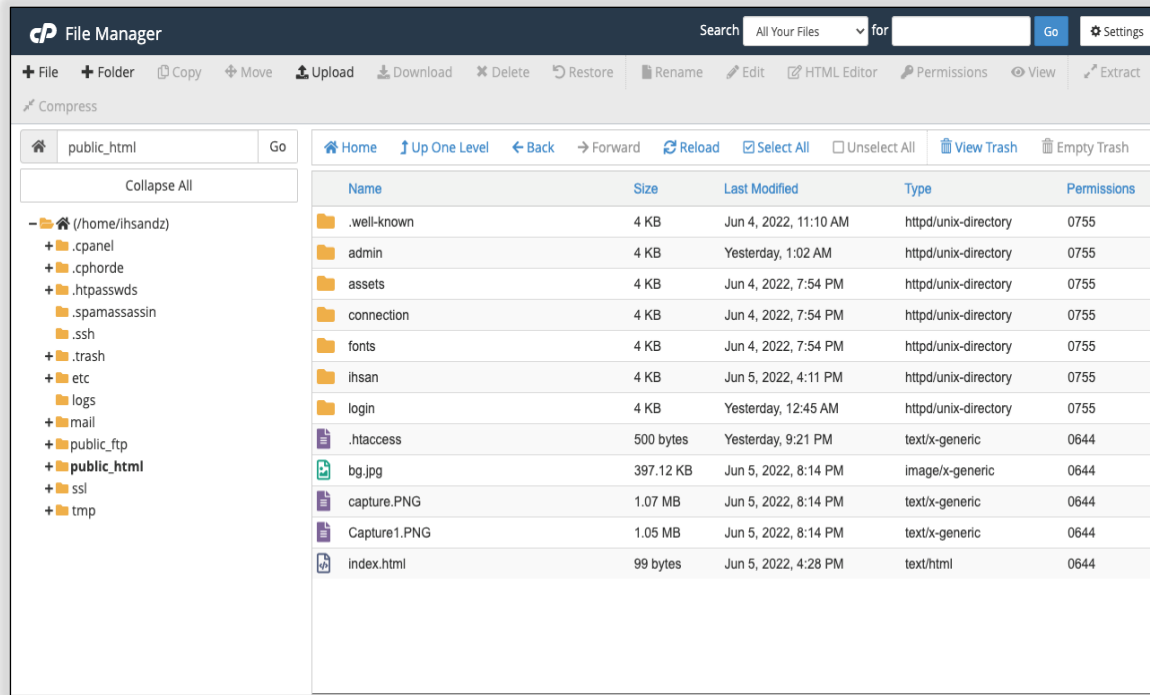 cP File Manager
Search All Your Files for Go Settings
File Folder Copy Move Upload Download Delete Restore Rename Edit HTML Editor Permissions View Extract
Compress
public_html Go
Collapse All
(/home/ihsandz)
.cpanel
.cphorde
.htpasswds
.spamassassin
.ssh
.trash
etc
logs
mail
public_ftp
public_html
ssl
tmp
Home Up One Level Back Forward Reload Select All Unselect All View Trash Empty Trash
Name Size Last Modified Type Permissions
.well-known 4 KB Jun 4, 2022, 11:10 AM httpd/unix-directory 0755
admin 4 KB Yesterday, 1:02 AM httpd/unix-directory 0755
assets 4 KB Jun 4, 2022, 7:54 PM httpd/unix-directory 0755
connection 4 KB Jun 4, 2022, 7:54 PM httpd/unix-directory 0755
fonts 4 KB Jun 4, 2022, 7:54 PM httpd/unix-directory 0755
ihsan 4 KB Jun 5, 2022, 4:11 PM httpd/unix-directory 0755
login 4 KB Yesterday, 12:45 AM httpd/unix-directory 0755
.htaccess 500 bytes Yesterday, 9:21 PM text/x-generic 0644
bg.jpg 397.12 KB Jun 5, 2022, 8:14 PM image/x-generic 0644
capture.PNG 1.07 MB Jun 5, 2022, 8:14 PM text/x-generic 0644
Capture1.PNG 1.05 MB Jun 5, 2022, 8:14 PM text/x-generic 0644
index.html 99 bytes Jun 5, 2022, 4:28 PM text/html 0644